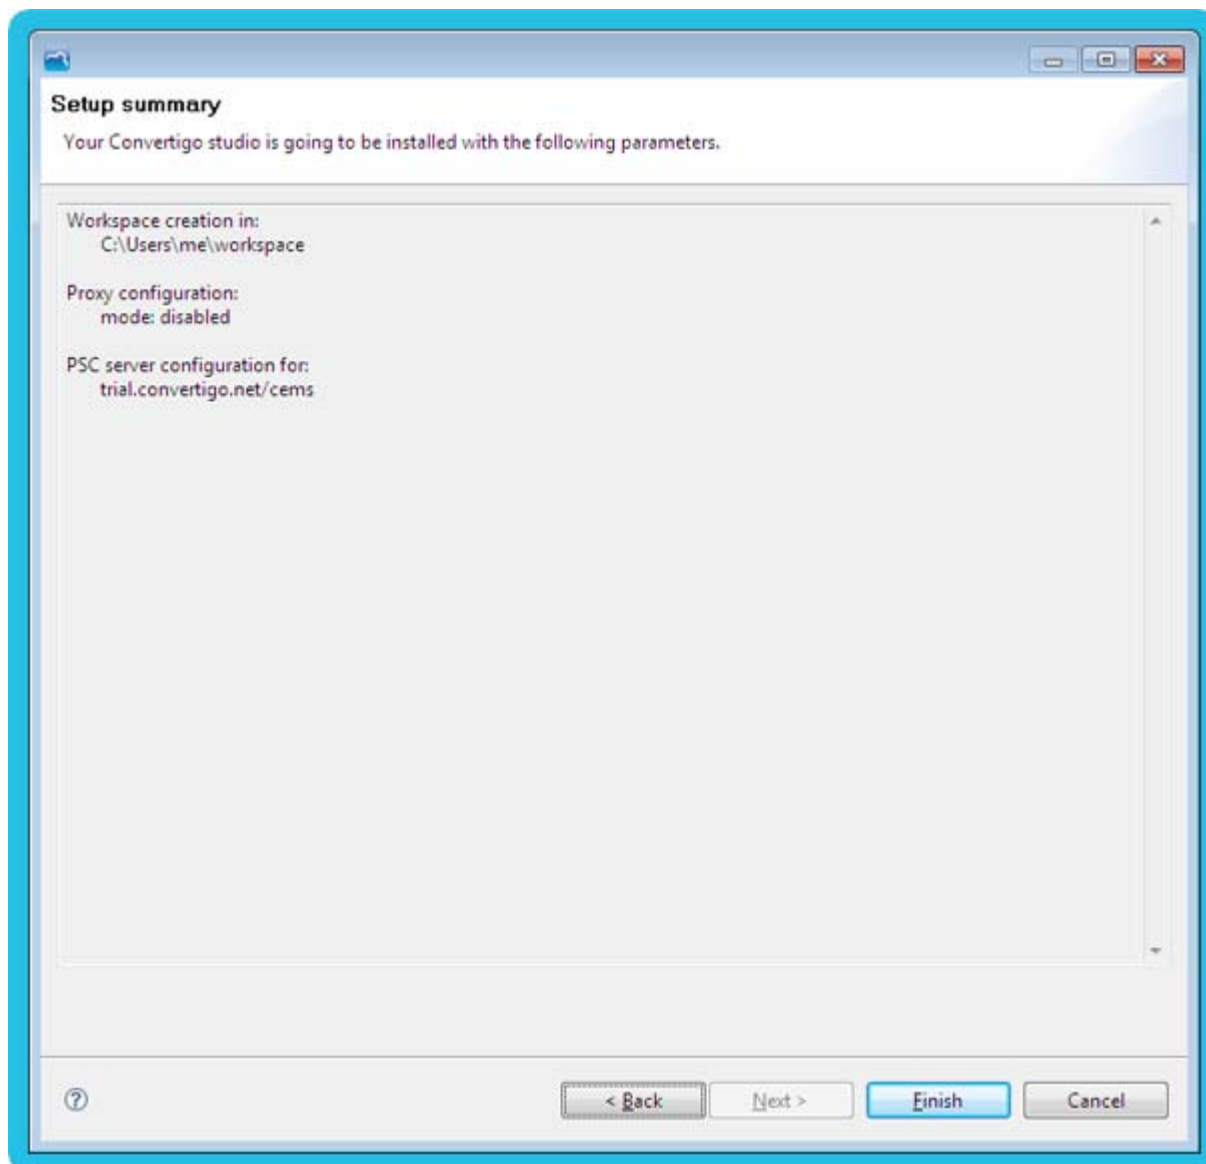 Setup summary
Your Convertigo studio is going to be installed with the following parameters.
Workspace creation in:
C:\Users\me\workspace
Proxy configuration:
mode: disabled
PSC server configuration for:
trial.convertigo.net/cems
?
< Back
Next >
Finish
Cancel